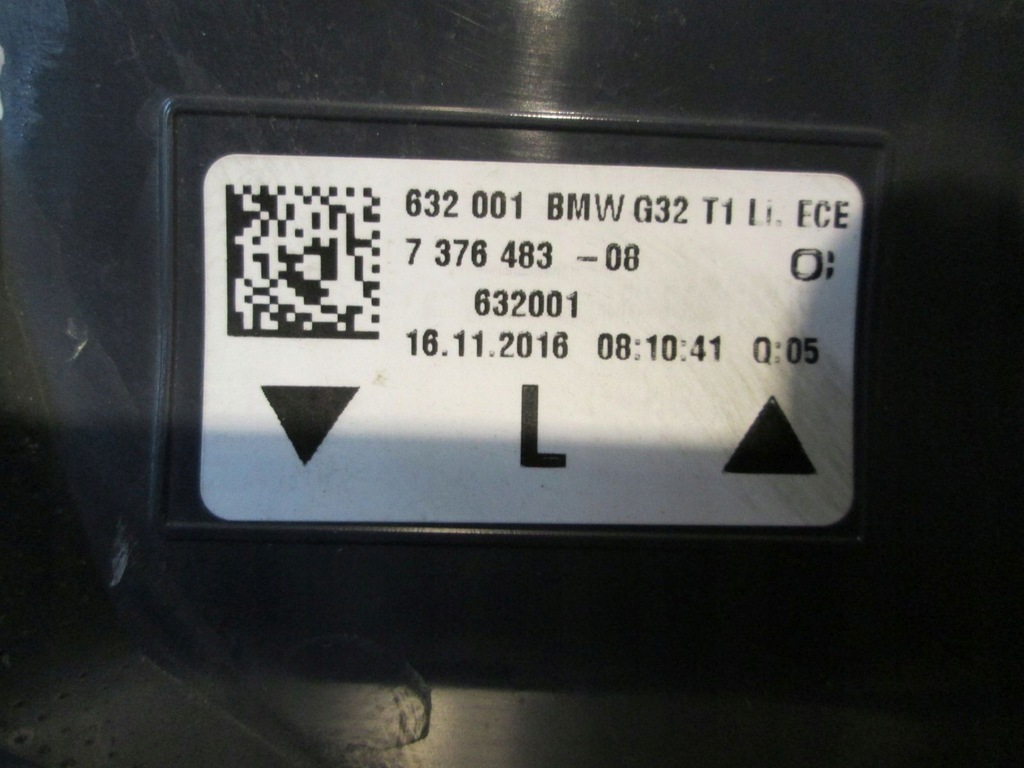 632 001 BMW G32 T1 Li. ECE
7 376 483 -08
632001
16.11.2016 08:10:41 Q:05
L